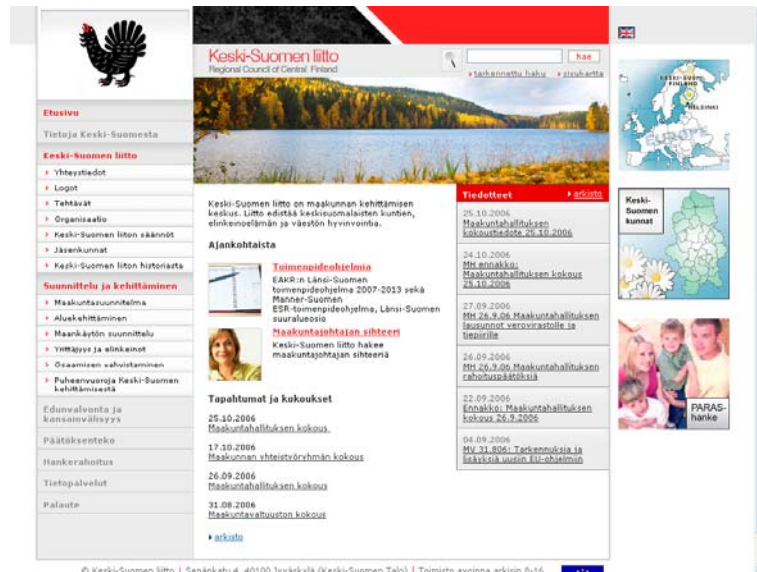 Keski-Suomen liitto
Regional Council of Central Finland
hae
tarkennettu haku
sivukartta
Etusivu
Tietoja Keski-Suomesta
Keski-Suomen liitto
Yhteystiedot
Logot
Tehtävät
Organisaatio
Keski-Suomen liiton säännöt
Jäsenkunnat
Keski-Suomen liiton historiasta
Suunnittelu ja kehittäminen
Maakuntasuunnitelma
Aluekehittäminen
Maankäytön suunnittelu
Yrittäjyys ja elinkeinot
Osaamisen vahvistaminen
Puheenvuoroja Keski-Suomen
kehittämisestä
Edunvalvonta ja
kansainvälisyys
Päätöksenteko
Hankerahoitus
Tietopalvelut
Palaute
Keski-Suomen liitto on maakunnan kehittämisen
keskus. Liitto edistää keskisuomalaisten kuntien,
elinkeinoelämän ja väestön hyvinvointia.
Ajankohtaista
Toimenpideohjelmia
EAKR:n Länsi-Suomen
toimenpideohjelma 2007-2013 sekä
Manner-Suomen
ESR-toimenpideohjelma, Länsi-Suomen
suuralueosio
Maakuntajohtajan sihteeri
Keski-Suomen liitto hakee
maakuntajohtajan sihteeriä
Tapahtumat ja kokoukset
25.10.2006
Maakuntahallituksen kokous
17.10.2006
Maakunnan yhteistyöryhmän kokous
26.09.2006
Maakuntahallituksen kokous
31.08.2006
Maakuntavaltuuston kokous
arkisto
Tiedotteet
arkisto
25.10.2006
Maakuntahallituksen
kokoustiedote 25.10.2006
24.10.2006
MH ennakko:
Maakuntahallituksen kokous
25.10.2006
27.09.2006
MH 26.9.06 Maakuntahallituksen
lausunnot verovirastolle ja
tiepiirille
26.09.2006
MH 26.9.06 Maakuntahallituksen
rahoituspäätöksiä
22.09.2006
Ennakko: Maakuntahallituksen
kokous 26.9.2006
04.09.2006
MV 31.806: Tarkennuksia ja
lisäyksiä uusiin EU-ohjelmiin
KESKI-SUOMI
FINLAND
HELSINKI
EUROPE
Keski-
Suomen
kunnat
PARAS-
hanke
© Keski-Suomen liitto | Sepänkatu 4, 40100 Jyväskylä (Keski-Suomen Talo) | Toimisto avoinna arkisin 8-16